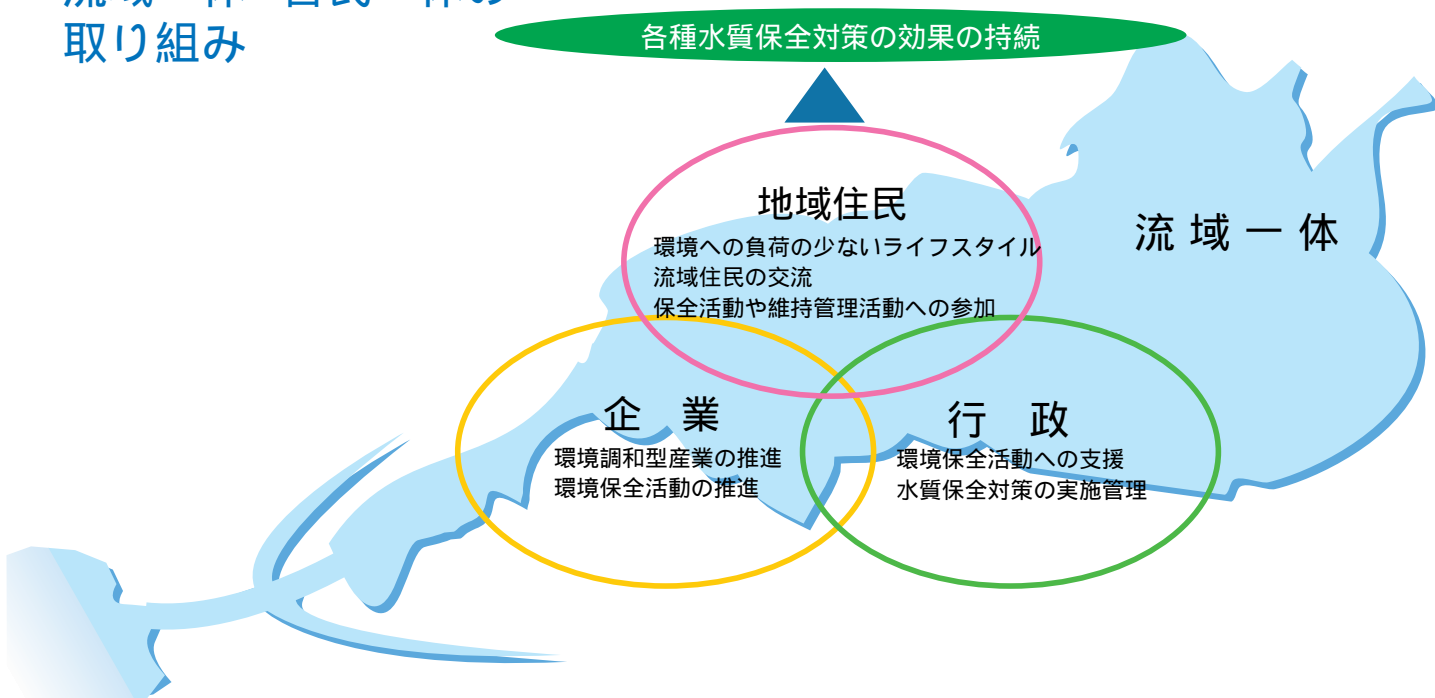 取り組み
各種水質保全対策の効果の持続
地域住民
環境への負荷の少ないライフスタイル
流域住民の交流
保全活動や維持管理活動への参加
流域一体
企 業
環境調和型産業の推進
環境保全活動の推進
行 政
環境保全活動への支援
水質保全対策の実施管理